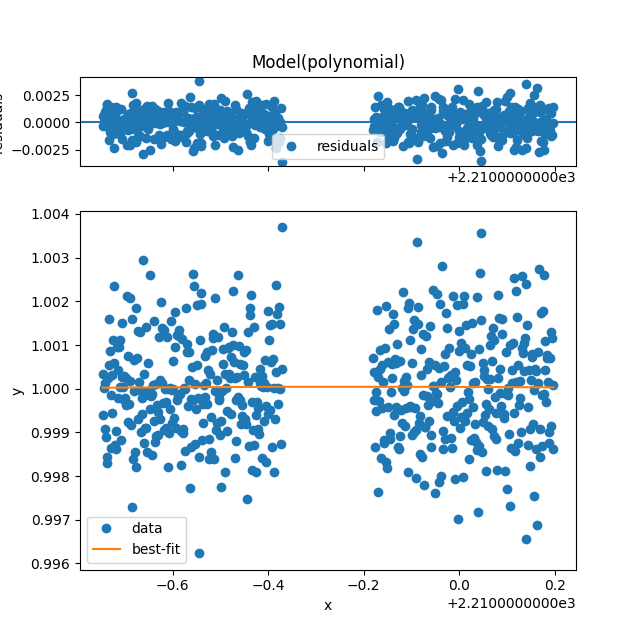 Model(polynomial)
0.0025
0.0000
−0.0025
residuals
+2.2100000000e3
1.004
1.003
1.002
1.001
1.000
0.999
0.998
0.997
0.996
y
data
best-fit
−0.6
−0.4
−0.2
0.0
0.2
x
+2.2100000000e3